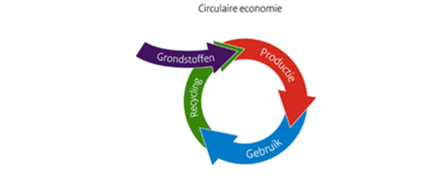 Circulaire economie
Grondstoffen
Productie
Gebruik
Recycling